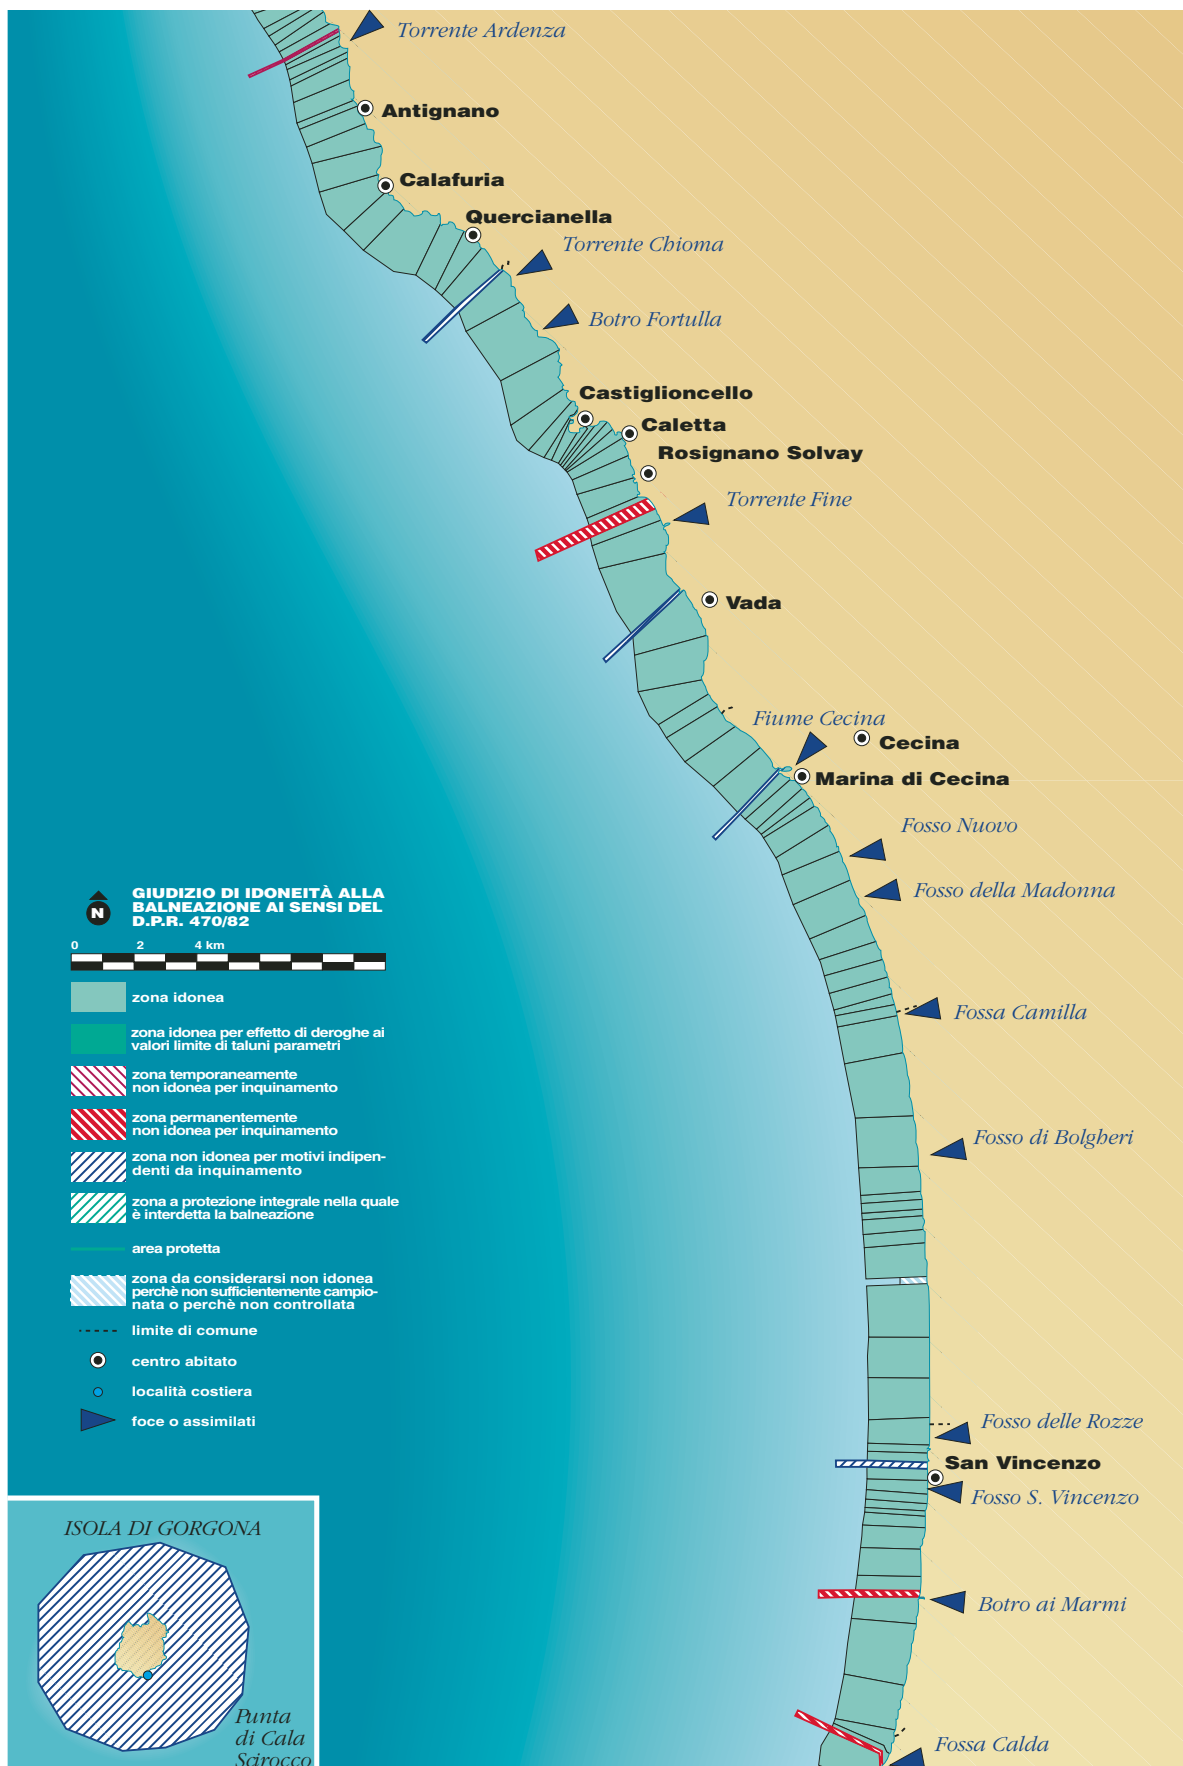 Torrente Ardenza
Antignano
Calafuria
Quercianella
Torrente Chioma
Botro Fortulla
Castiglioncello
Caletta
Rosignano Solvay
Torrente Fine
Vada
Fiume Cecina
Cecina
Marina di Cecina
Fosso Nuovo
Fosso della Madonna
Fossa Camilla
Fosso di Bolgheri
Fosso delle Rozze
San Vincenzo
Fosso S. Vincenzo
Botro ai Marmi
Fossa Calda
N
GIUDIZIO DI IDONEITÀ ALLA
BALNEAZIONE AI SENSI DEL
D.P.R. 470/82
0 2 4 km
zona idonea
zona idonea per effetto di deroghe ai
valori limite di taluni parametri
zona temporaneamente
non idonea per inquinamento
zona permanentemente
non idonea per inquinamento
zona non idonea per motivi indipen-
denti da inquinamento
zona a protezione integrale nella quale
è interdetta la balneazione
area protetta
zona da considerarsi non idonea
perchè non sufficientemente campio-
nata o perchè non controllata
limite di comune
centro abitato
località costiera
foce o assimilati
ISOLA DI GORGONA
Punta
di Cala
Scirocco